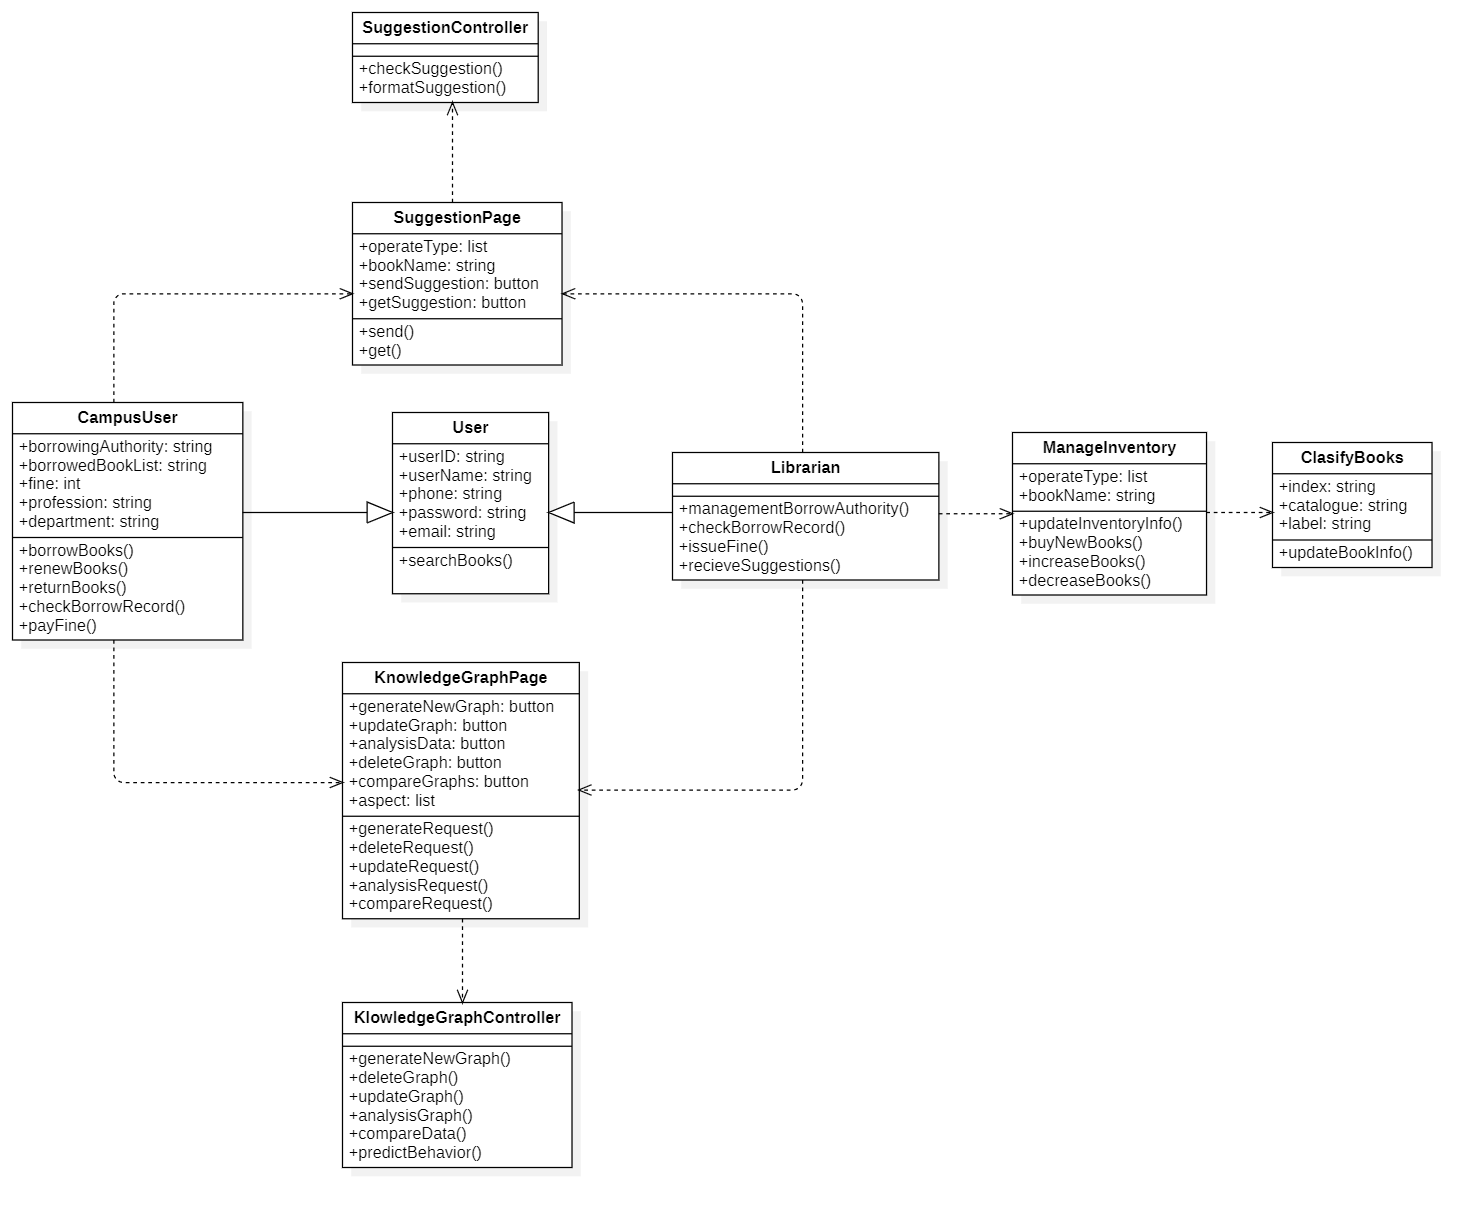 SuggestionController
+checkSuggestion()
+formatSuggestion()
SuggestionPage
+operateType: list
+bookName: string
+sendSuggestion: button
+getSuggestion: button
+send()
+get()
CampusUser
+borrowingAuthority: string
+borrowedBookList: string
+fine: int
+profession: string
+department: string
+borrowBooks()
+renewBooks()
+returnBooks()
+checkBorrowRecord()
+payFine()
User
+userID: string
+userName: string
+phone: string
+password: string
+email: string
+searchBooks()
Librarian
+managementBorrowAuthority()
+checkBorrowRecord()
+issueFine()
+recieveSuggestions()
ManageInventory
+operateType: list
+bookName: string
+updateInventoryInfo()
+buyNewBooks()
+increaseBooks()
+decreaseBooks()
ClasifyBooks
+index: string
+catalogue: string
+label: string
+updateBookInfo()
KnowledgeGraphPage
+generateNewGraph: button
+updateGraph: button
+analysisData: button
+deleteGraph: button
+compareGraphs: button
+aspect: list
+generateRequest()
+deleteRequest()
+updateRequest()
+analysisRequest()
+compareRequest()
KlowledgeGraphController
+generateNewGraph()
+deleteGraph()
+updateGraph()
+analysisGraph()
+compareData()
+predictBehavior()